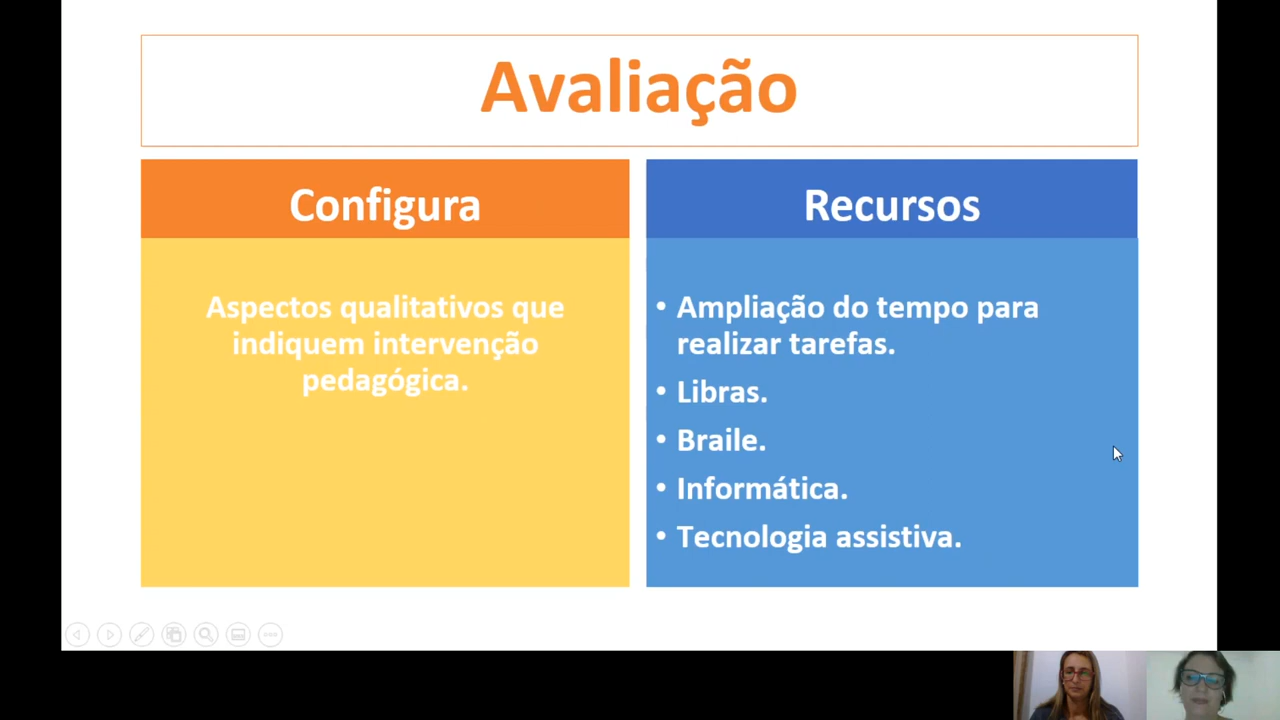 Avaliação
Configura
Aspectos qualitativos que
indiquem intervenção
pedagógica.
Recursos
• Ampliação do tempo para
realizar tarefas.
• Libras.
• Braile.
• Informática.
• Tecnologia assistiva.